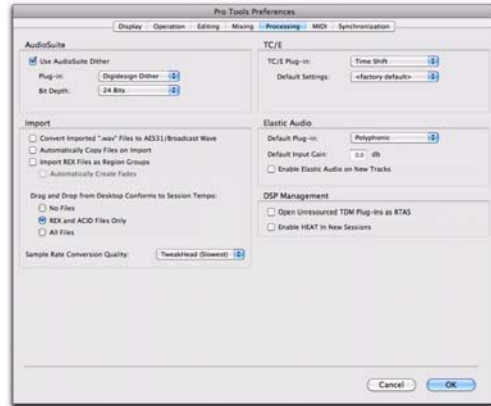 Pro Tools Preferences
Display Operation Editing Mixing Processing MIDI Synchronization
AudioSuite
Use AudioSuite Dither
Plug-in: Digidesign Dither
Bit Depth: 24 Bits
Import
Convert Imported ".wav" Files to AES31/Broadcast Wave
Automatically Copy Files on Import
Import REX Files as Region Groups
Automatically Create Fades
Drag and Drop from Desktop Conforms to Session Tempo:
No Files
REX and ACID Files Only
All Files
Sample Rate Conversion Quality: TweakHead (Slowest)
TC/E
TC/E Plug-in: Time Shift
Default Settings: <factory default>
Elastic Audio
Default Plug-in: Polyphonic
Default Input Gain: 0.0 db
Enable Elastic Audio on New Tracks
DSP Management
Open Unresourced TDM Plug-Ins as RTAS
Enable HEAT In New Sessions
Cancel OK